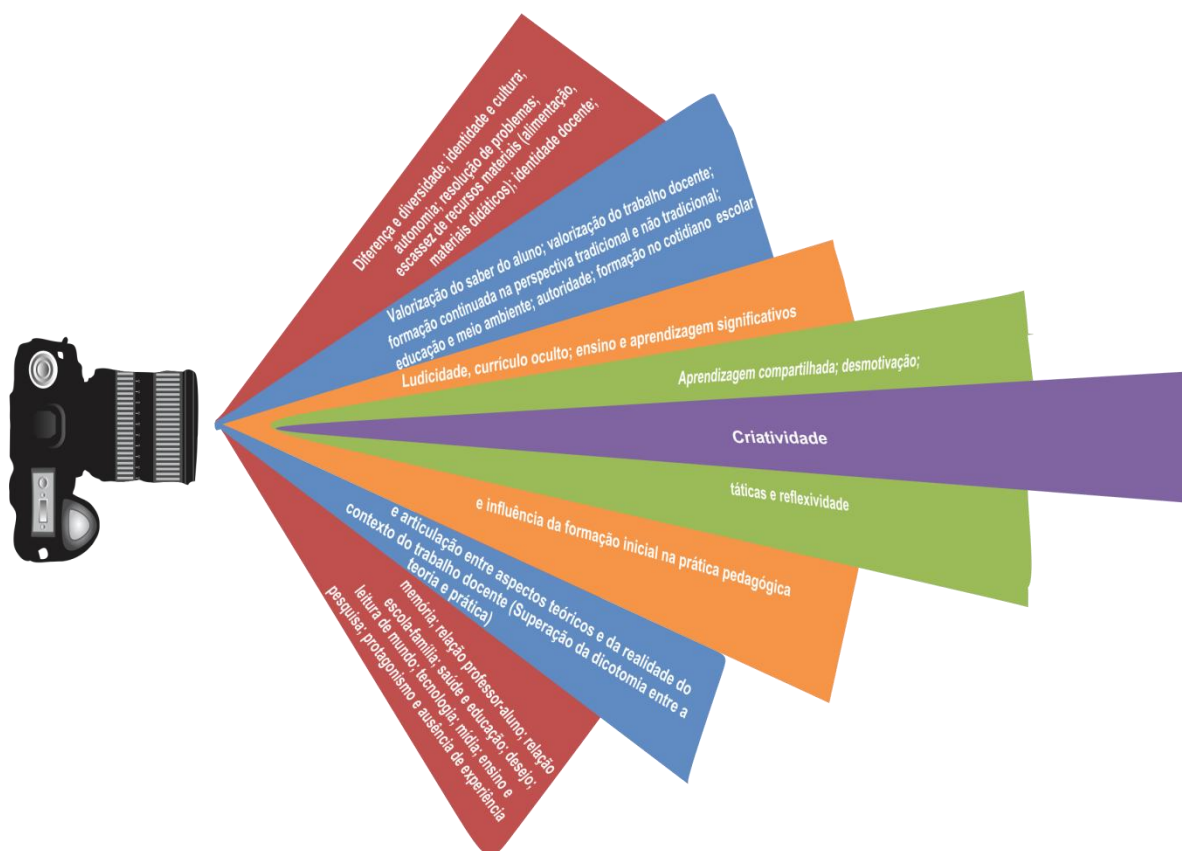 Diferença e diversidade; identidade e cultura;
autonomia; resolução de problemas;
escassez de recursos materiais (alimentação,
materiais didáticos); identidade docente;
Valorização do saber do aluno; valorização do trabalho docente;
formação continuada na perspectiva tradicional e não tradicional;
educação e meio ambiente; autoridade; formação no cotidiano escolar
Ludicidade, currículo oculto; ensino e aprendizagem significativos
Aprendizagem compartilhada; desmotivação;
Criatividade
táticas e reflexividade
e influência da formação inicial na prática pedagógica
e articulação entre aspectos teóricos e da realidade do
contexto do trabalho docente (Superação da dicotomia entre a
teoria e prática)
memória; relação professor-aluno; relação
escola-família; saúde e educação; desejo;
leitura de mundo; tecnologia; mídia; ensino e
pesquisa; protagonismo e ausência de experiência